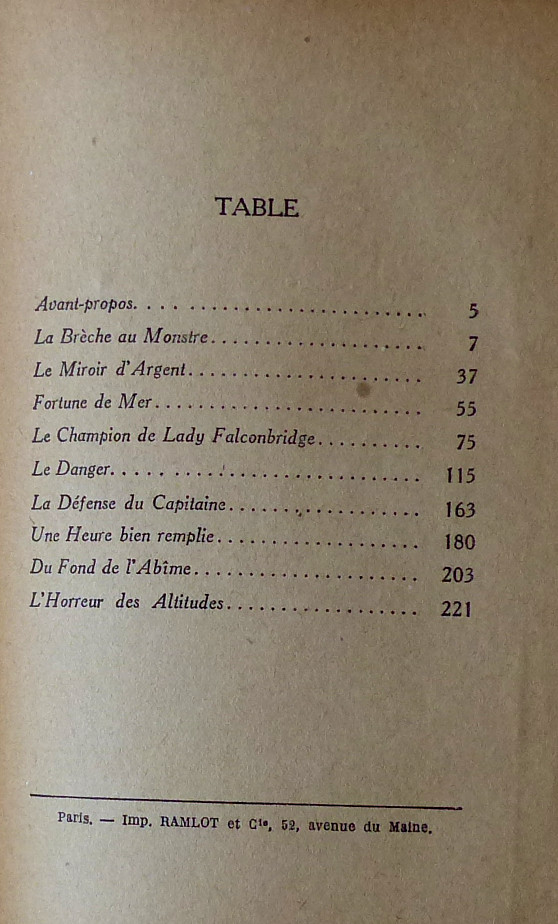 TABLE
Avant-propos. . . . . . . . . . . . . . . . . . . . . . . . . . 5
La Brèche au Monstre . . . . . . . . . . . . . . . . . . . . 7
Le Miroir d'Argent . . . . . . . . . . . . . . . . . . . . . . 37
Fortune de Mer . . . . . . . . . . . . . . . . . . . . . . . . . 55
Le Champion de Lady Falconbridge . . . . . . . . . . 75
Le Danger. . . . . . . . . . . . . . . . . . . . . . . . . . . . . 115
La Défense du Capitaine . . . . . . . . . . . . . . . . . . 163
Une Heure bien remplie . . . . . . . . . . . . . . . . . . . 180
Du Fond de l'Abîme . . . . . . . . . . . . . . . . . . . . . 203
L'Horreur des Altitudes . . . . . . . . . . . . . . . . . . 221
Paris. — Imp. RAMLOT et Cie, 52, avenue du Maine.